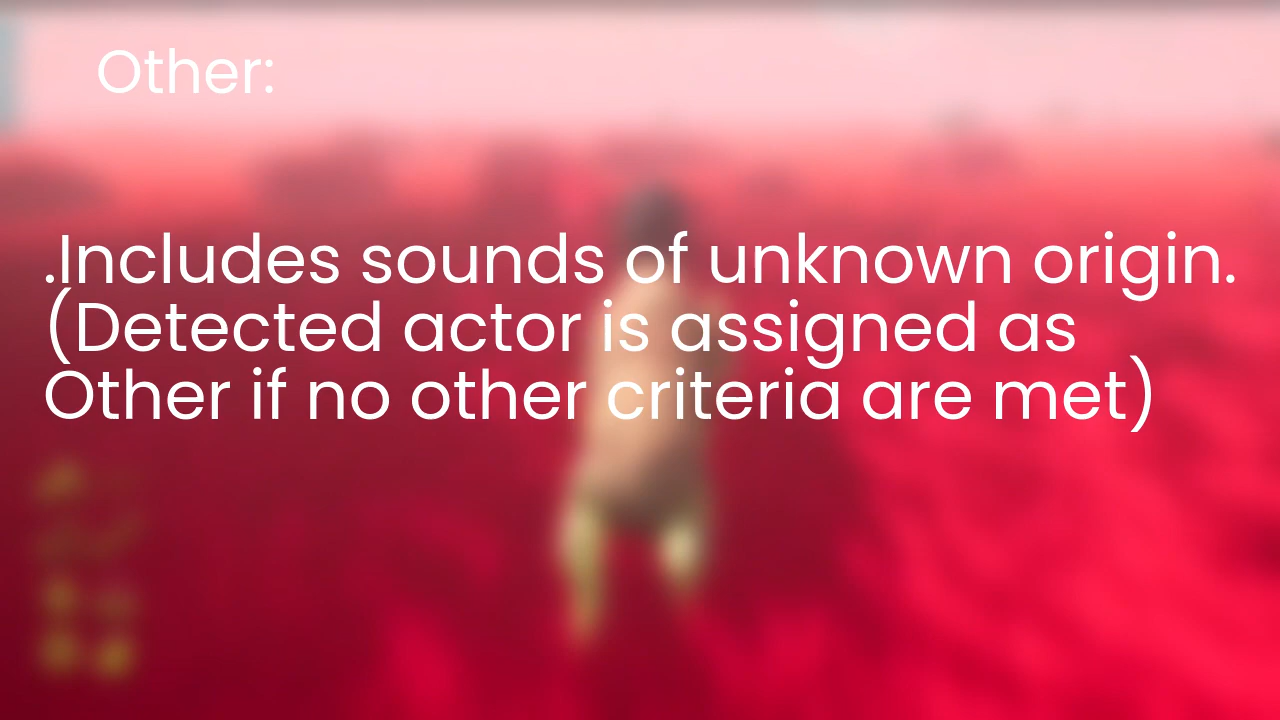 Other:
.Includes sounds of unknown origin.
(Detected actor is assigned as
Other if no other criteria are met)